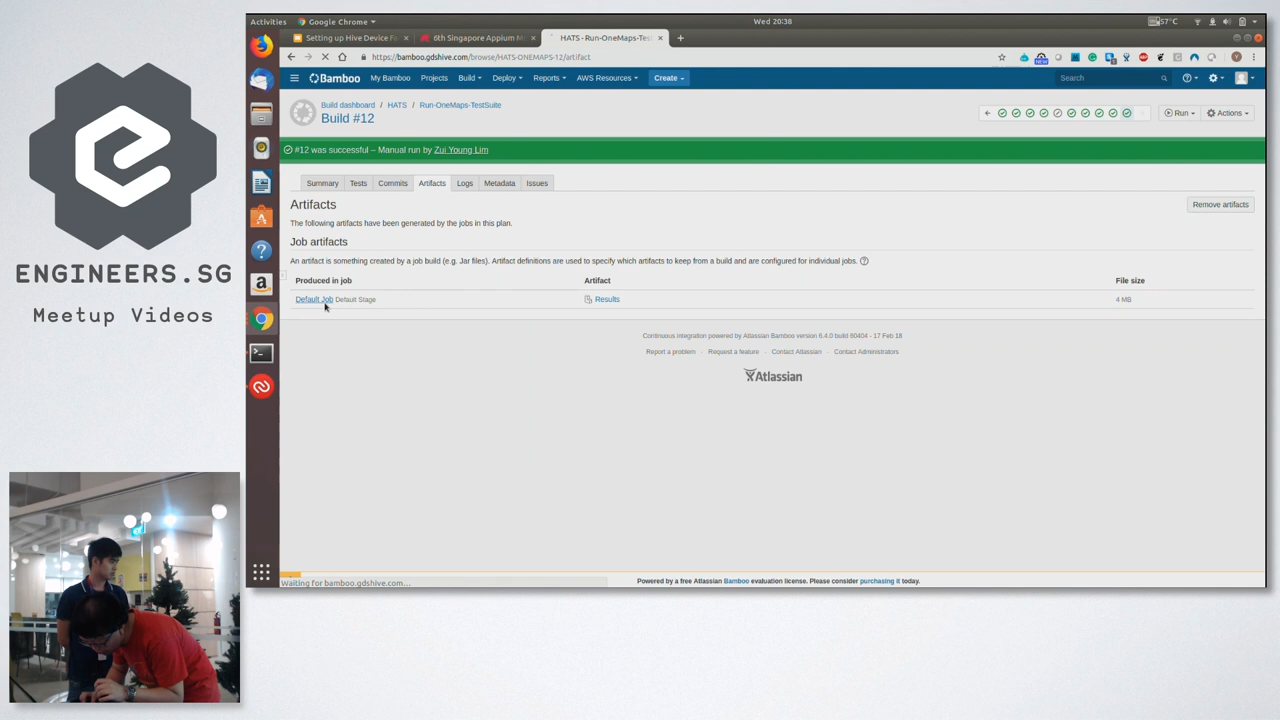 Activities
Google Chrome
Wed 20:38
57°C
Setting up Hive Device
6th Singapore Appium M
HATS - Run-OneMaps-Tes
https://bamboo.gdshive.com/browse/HATS-ONEMAPS-12/artifact
Bamboo
My Bamboo
Projects
Build
Deploy
Reports
AWS Resources
Create
Search
Build dashboard / HATS / Run-OneMaps-TestSuite
Build #12
Run
Actions
#12 was successful – Manual run by Zui Young Lim
Summary
Tests
Commits
Artifacts
Logs
Metadata
Issues
Artifacts
Remove artifacts
The following artifacts have been generated by the jobs in this plan.
Job artifacts
An artifact is something created by a job build (e.g. Jar files). Artifact definitions are used to specify which artifacts to keep from a build and are configured for individual jobs.
Produced in job
Artifact
File size
Default Job Default Stage
Results
4 MB
Continuous integration powered by Atlassian Bamboo version 6.4.0 build 60404 - 17 Feb 18
Report a problem · Request a feature · Contact Atlassian · Contact Administrators
Atlassian
Waiting for bamboo.gdshive.com...
Powered by a free Atlassian Bamboo evaluation license. Please consider purchasing it today.
ENGINEERS.SG
Meetup Videos